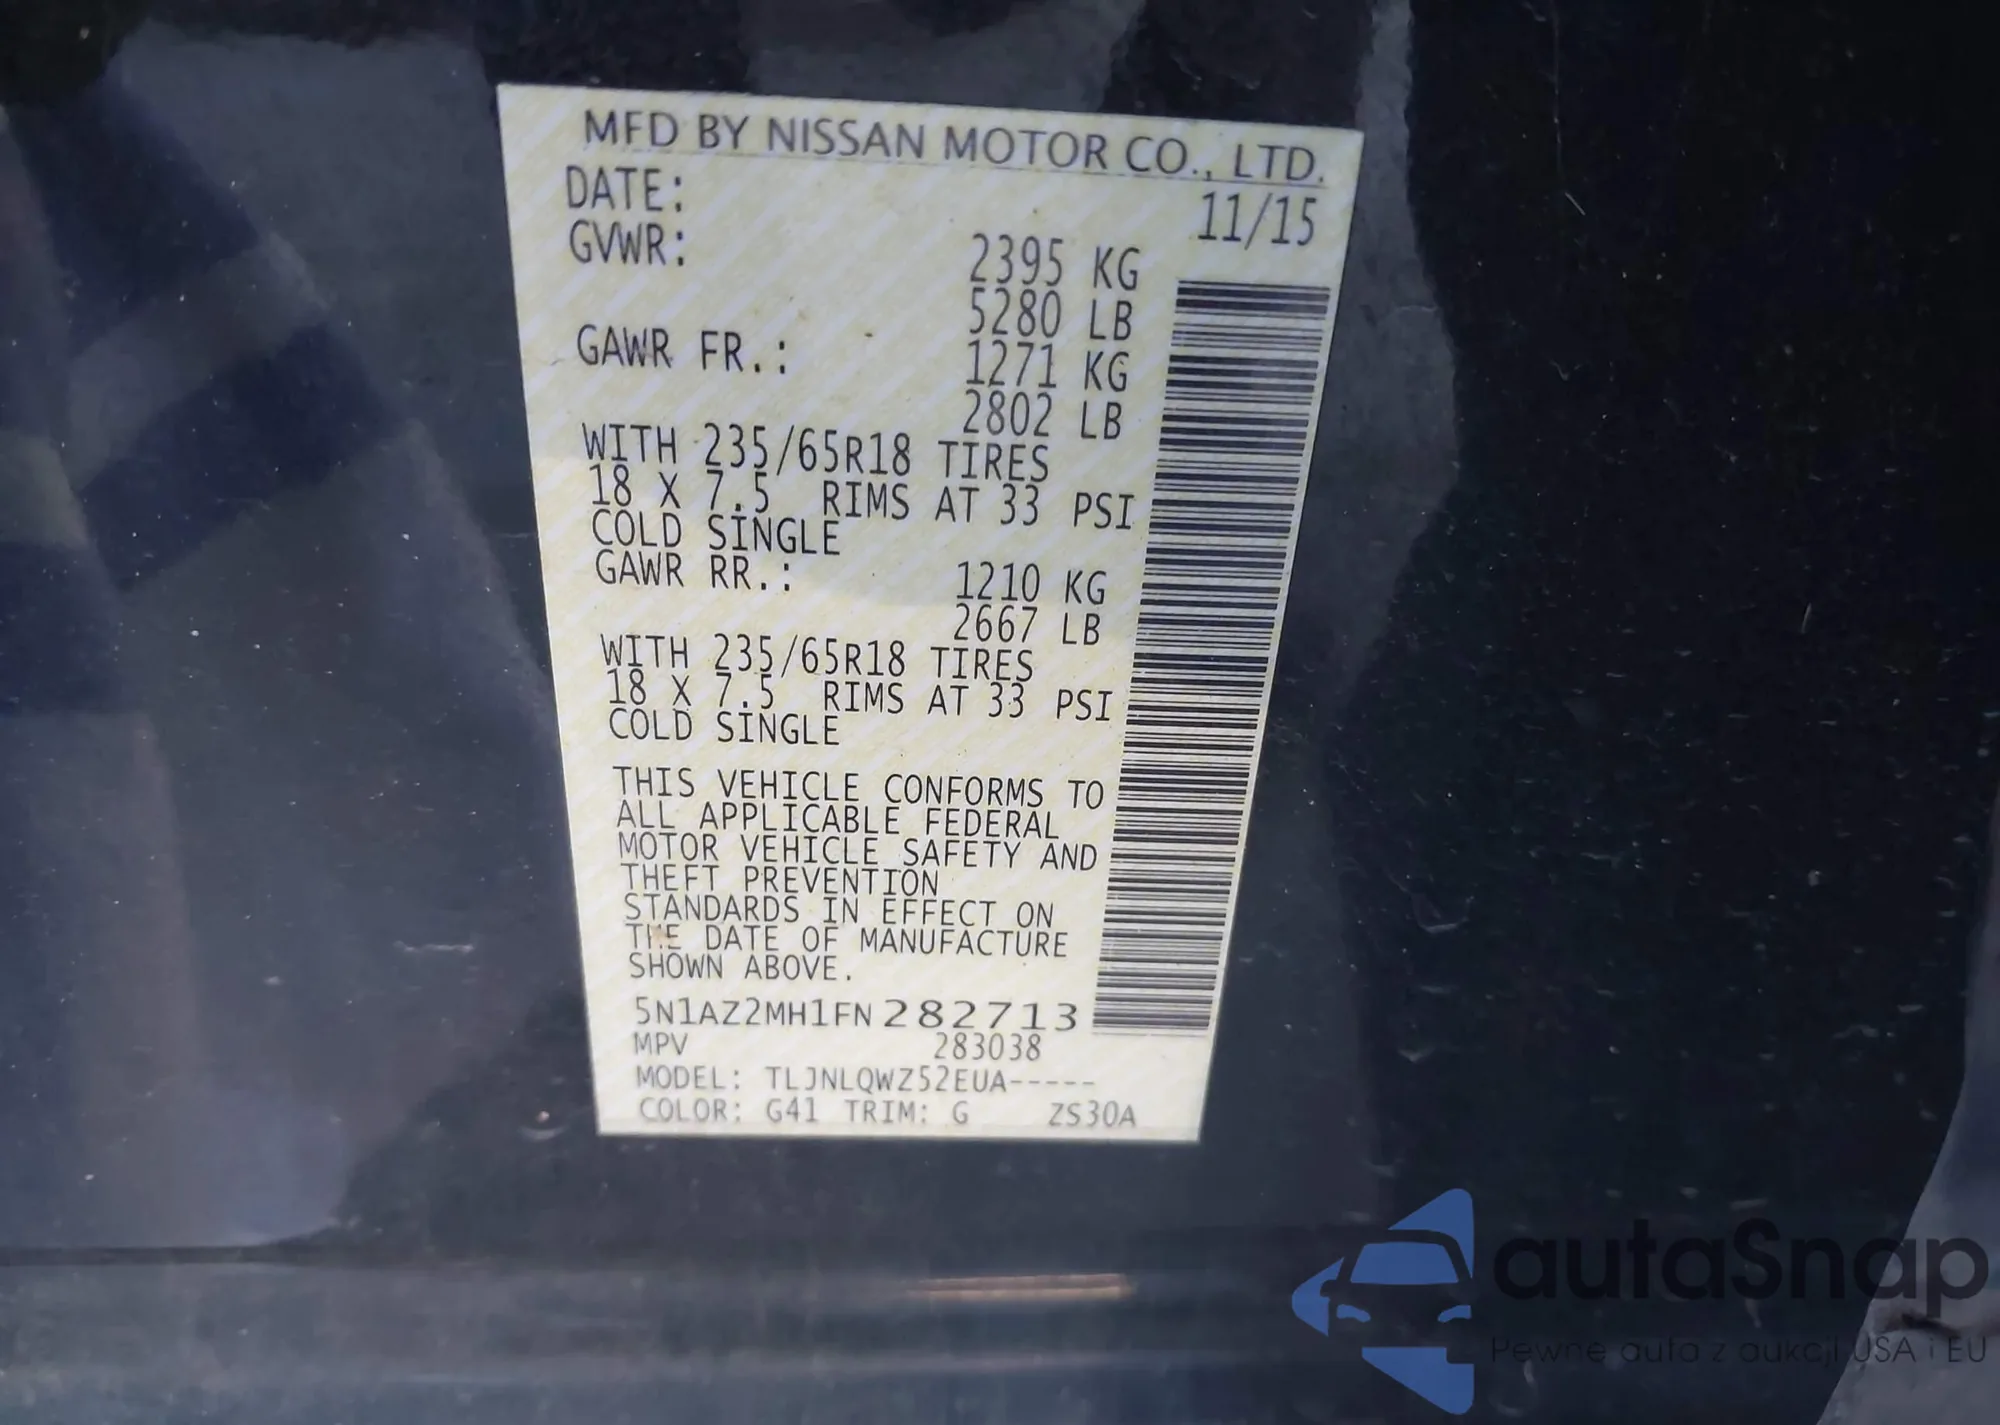 MFD BY NISSAN MOTOR CO., LTD.
DATE: 11/15
GVWR: 2395 KG
5280 LB
GAWR FR.: 1271 KG
2802 LB
WITH 235/65R18 TIRES
18 X 7.5 RIMS AT 33 PSI
COLD SINGLE
GAWR RR.: 1210 KG
2667 LB
WITH 235/65R18 TIRES
18 X 7.5 RIMS AT 33 PSI
COLD SINGLE
THIS VEHICLE CONFORMS TO
ALL APPLICABLE FEDERAL
MOTOR VEHICLE SAFETY AND
THEFT PREVENTION
STANDARDS IN EFFECT ON
THE DATE OF MANUFACTURE
SHOWN ABOVE.
5N1AZ2MH1FN282713
MPV 283038
MODEL: TLJNLQWZ52EUA-----
COLOR: G41 TRIM: G ZS30A
autaSnap
Pewne auta z aukcji USA i EU